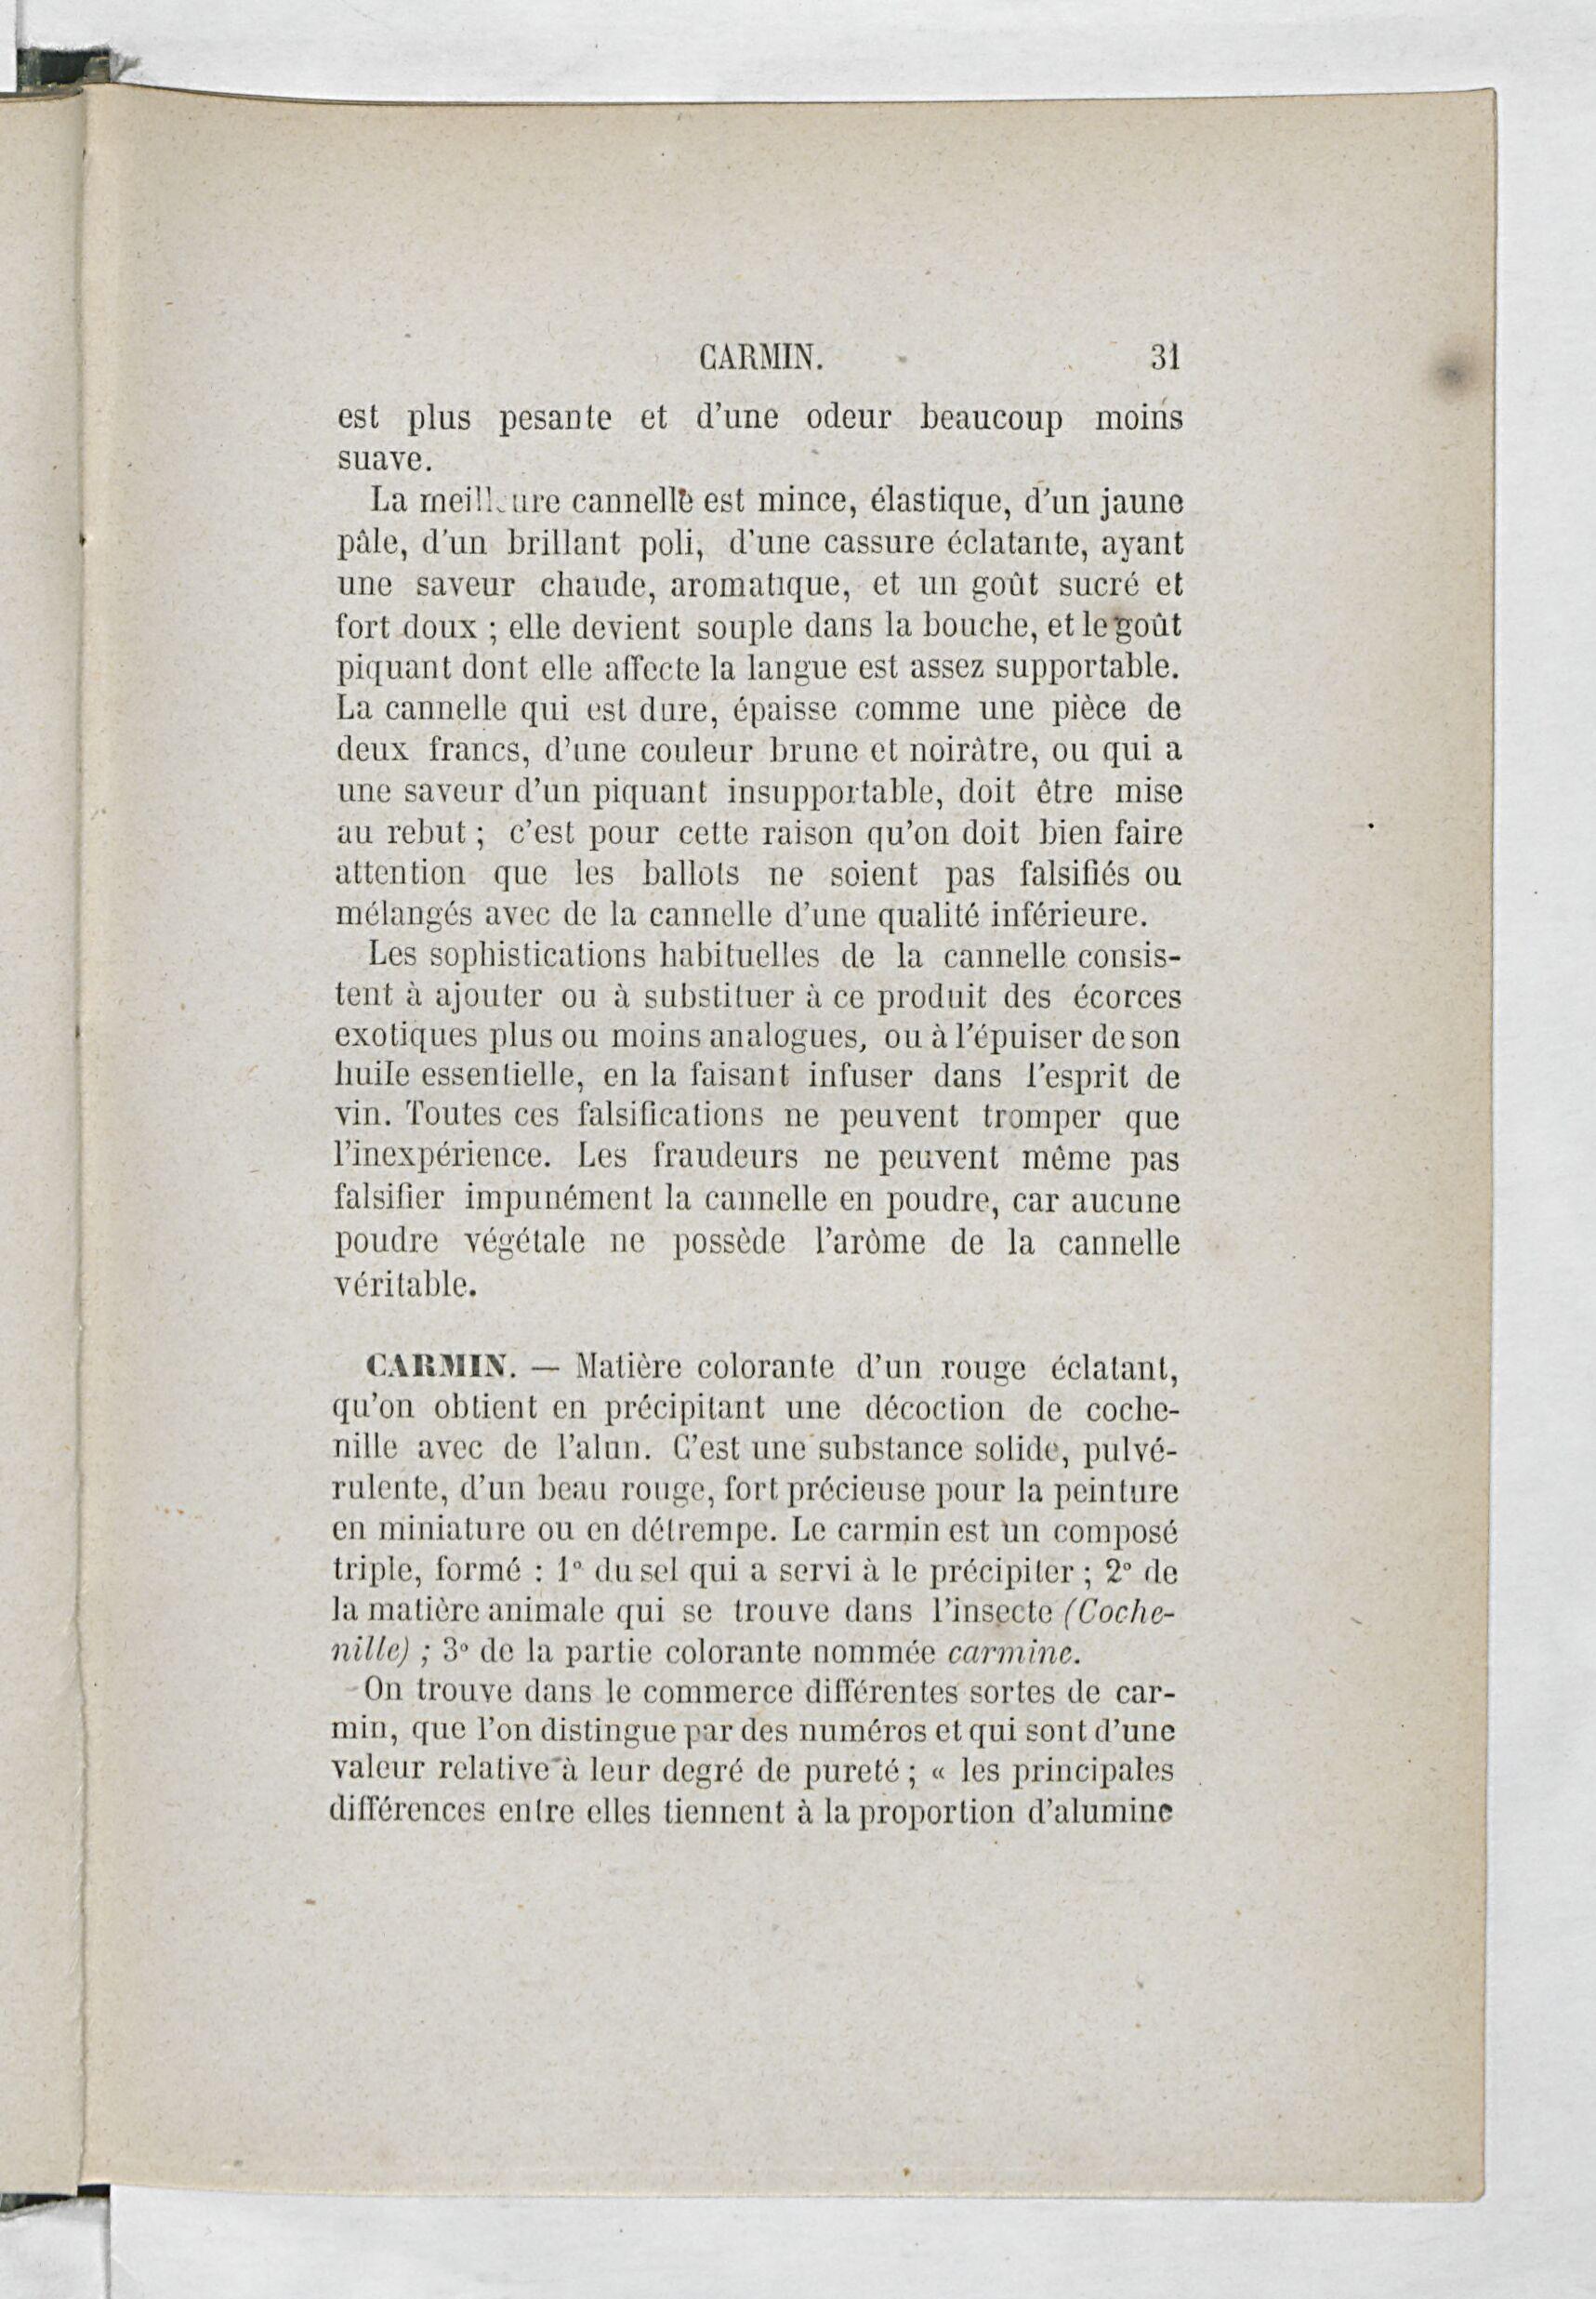 CARMIN. 31
est plus pesante et d'une odeur beaucoup moins
suave.
La meilleure cannelle est mince, élastique, d'un jaune
pâle, d'un brillant poli, d'une cassure éclatante, ayant
une saveur chaude, aromatique, et un goût sucré et
fort doux ; elle devient souple dans la bouche, et le goût
piquant dont elle affecte la langue est assez supportable.
La cannelle qui est dure, épaisse comme une pièce de
deux francs, d'une couleur brune et noirâtre, ou qui a
une saveur d'un piquant insupportable, doit être mise
au rebut ; c'est pour cette raison qu'on doit bien faire
attention que les ballots ne soient pas falsifiés ou
mélangés avec de la cannelle d'une qualité inférieure.
Les sophistications habituelles de la cannelle consis-
tent à ajouter ou à substituer à ce produit des écorces
exotiques plus ou moins analogues, ou à l'épuiser de son
huile essentielle, en la faisant infuser dans l'esprit de
vin. Toutes ces falsifications ne peuvent tromper que
l'inexpérience. Les fraudeurs ne peuvent même pas
falsifier impunément la cannelle en poudre, car aucune
poudre végétale ne possède l'arôme de la cannelle
véritable.
CARMIN. — Matière colorante d'un rouge éclatant,
qu'on obtient en précipitant une décoction de coche-
nille avec de l'alun. C'est une substance solide, pulvé-
rulente, d'un beau rouge, fort précieuse pour la peinture
en miniature ou en détrempe. Le carmin est un composé
triple, formé : 1° du sel qui a servi à le précipiter ; 2° de
la matière animale qui se trouve dans l'insecte (Coche-
nille) ; 3° de la partie colorante nommée carmine.
On trouve dans le commerce différentes sortes de car-
min, que l'on distingue par des numéros et qui sont d'une
valeur relative à leur degré de pureté ; « les principales
différences entre elles tiennent à la proportion d'alumine